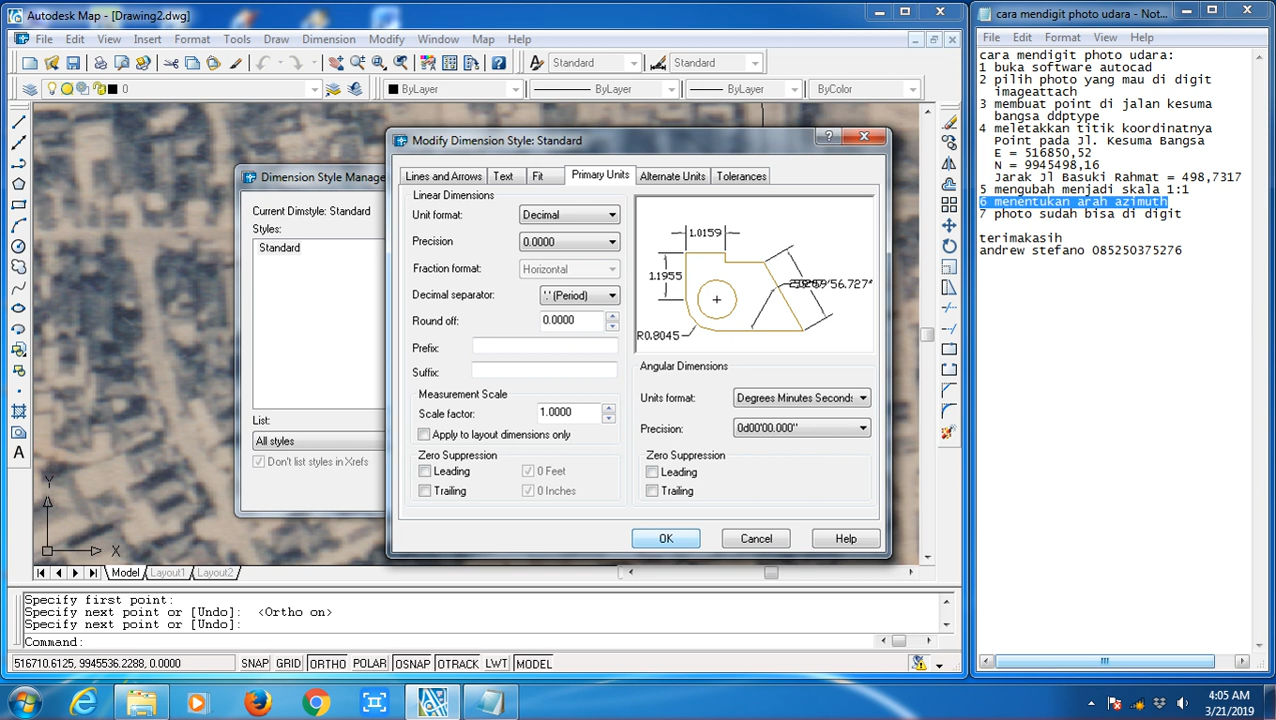 Autodesk Map - [Drawing2.dwg]
File Edit View Insert Format Tools Draw Dimension Modify Window Map Help
Standard Standard
0 ByLayer ByLayer ByLayer ByColor
Dimension Style Manage
Current Dimstyle: Standard
Styles:
Standard
List:
All styles
Don't list styles in Xrefs
Modify Dimension Style: Standard
Lines and Arrows Text Fit Primary Units Alternate Units Tolerances
Linear Dimensions
Unit format: Decimal
Precision 0.0000
Fraction format: Horizontal
Decimal separator: '.' (Period)
Round off: 0.0000
Prefix:
Suffix:
Measurement Scale
Scale factor: 1.0000
Apply to layout dimensions only
Zero Suppression
Leading 0 Feet
Trailing 0 Inches
1.0159
1.1955
R0.8045
Angular Dimensions
Units format: Degrees Minutes Seconds
Precision: 0d00'00.000"
Zero Suppression
Leading
Trailing
OK Cancel Help
Y
X
Model Layout1 Layout2
Specify first point:
Specify next point or [Undo]: <Ortho on>
Specify next point or [Undo]:
Command:
516710.6125, 9945536.2288, 0.0000 SNAP GRID ORTHO POLAR OSNAP OTRACK LWT MODEL
cara mendigit photo udara - Not...
File Edit Format View Help
cara mendigit photo udara:
1 buka software autocad
2 pilih photo yang mau di digit
imageattach
3 membuat point di jalan kesuma
bangsa ddptype
4 meletakkan titik koordinatnya
Point pada Jl. Kesuma Bangsa
E = 516850,52
N = 9945498,16
Jarak Jl Basuki Rahmat = 498,7317
5 mengubah menjadi skala 1:1
6 menentukan arah azimuth
7 photo sudah bisa di digit
terimakasih
andrew stefano 085250375276
4:05 AM
3/21/2019